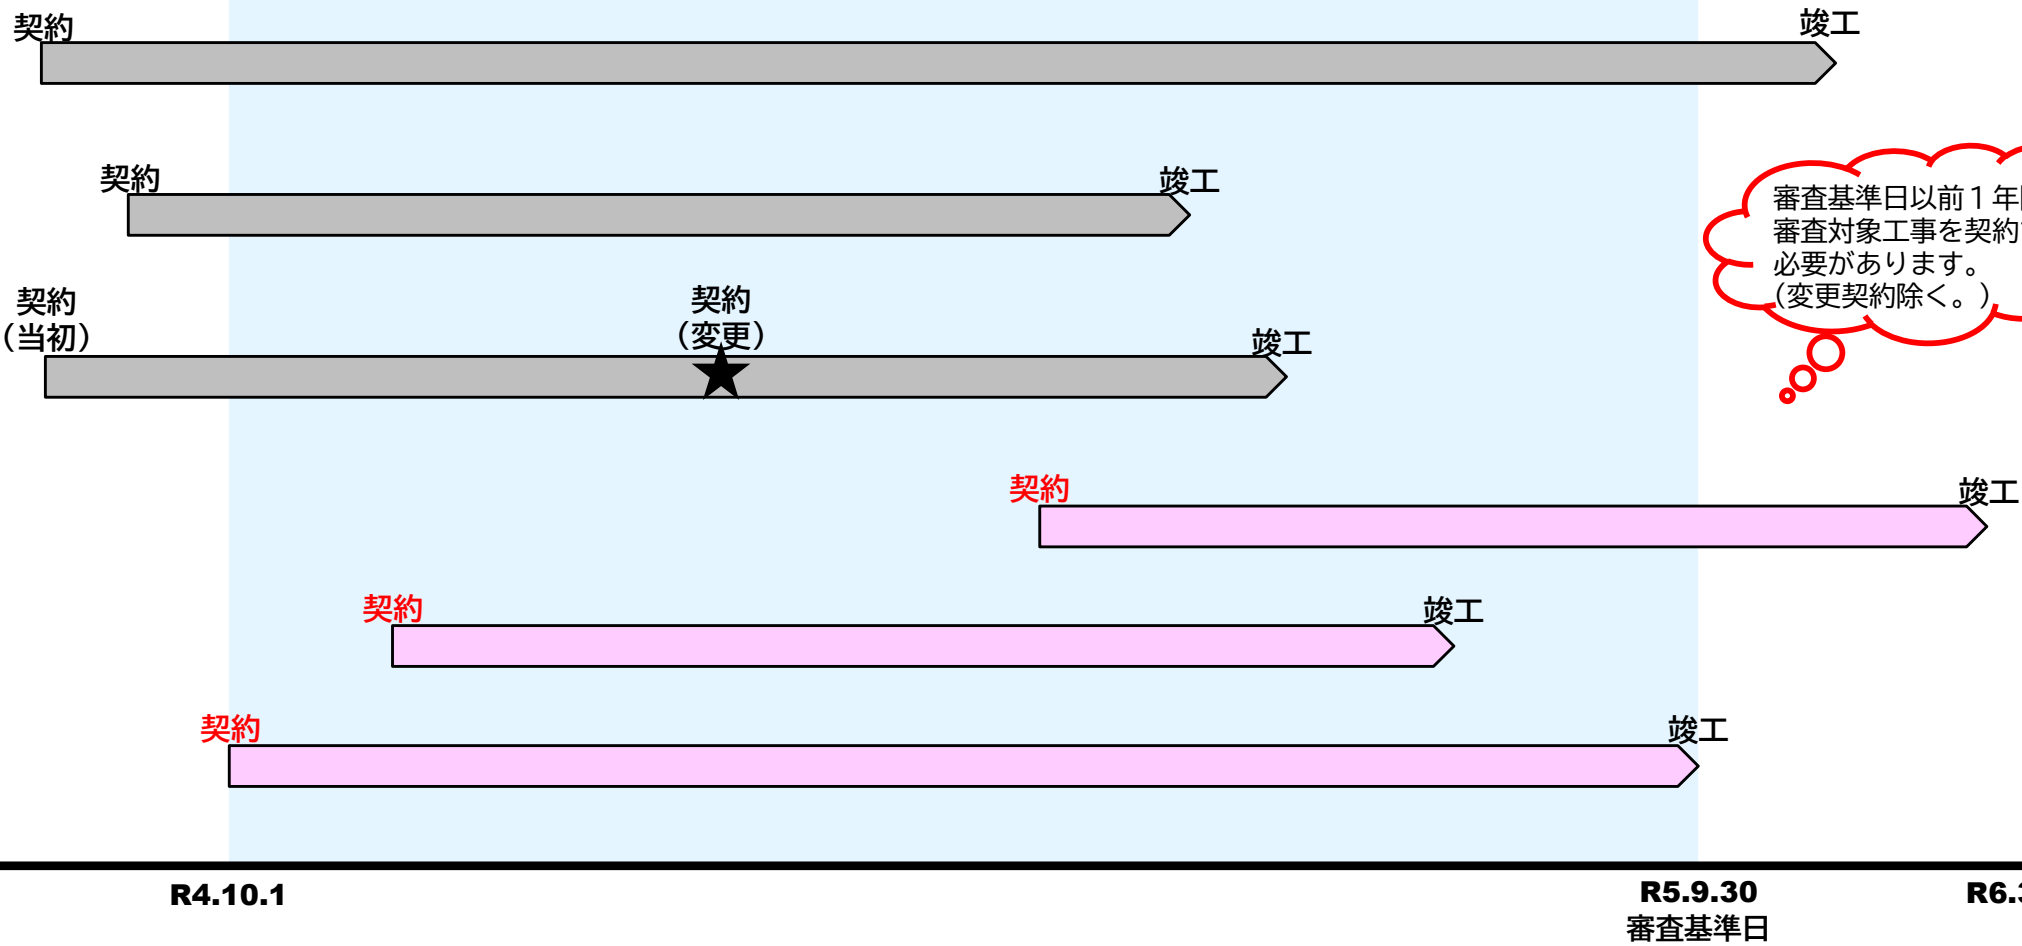 契約
竣工
契約
竣工
審査基準日以前１年
審査対象工事を契約
必要があります。
（変更契約除く。）
契約
（当初）
契約
（変更）
竣工
契約
竣工
契約
竣工
契約
竣工
R4.10.1
R5.9.30
審査基準日
R6.3